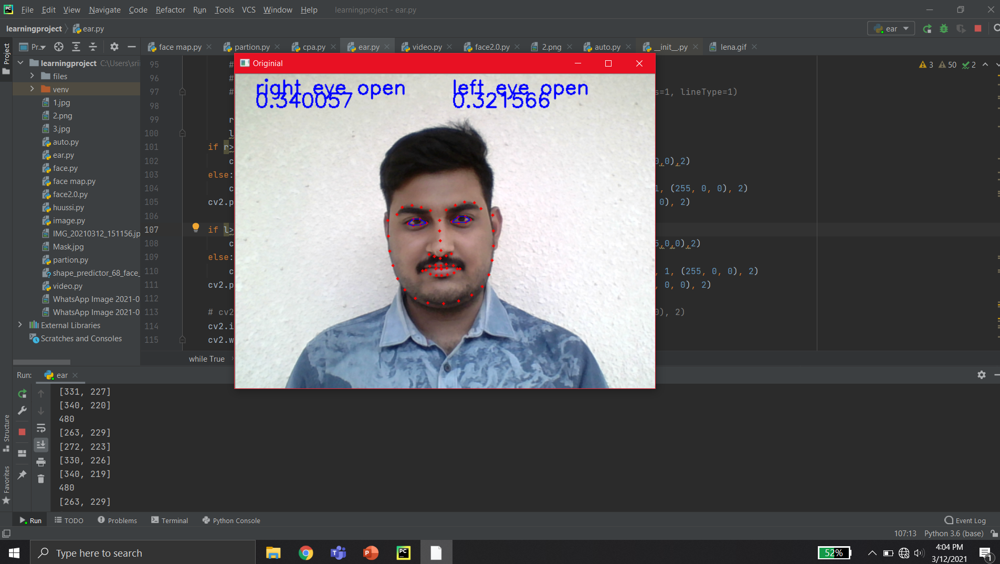 File Edit View Navigate Code Refactor Run Tools VCS Window Help learningproject - ear.py
learningproject ear.py ear
Project
Pr.. face map.py partion.py cpa.py ear.py video.py face2.0.py 2.png auto.py __init__.py lena.gif
learningproject C:\Users\srii
files
venv
1.jpg
2.png
3.jpg
auto.py
ear.py
face.py
face map.py
face2.0.py
huussi.py
image.py
IMG_20210312_151156.jp
Mask.jpg
partion.py
shape_predictor_68_face_
video.py
WhatsApp Image 2021-0
WhatsApp Image 2021-0
External Libraries
Scratches and Consoles
3 50 2
95 #
96 #
97 # s=1, lineType=1)
98
99 r
100 l
101 if r>
102 c 0,0),2)
103 else:
104 c 1, (255, 0, 0), 2)
105 cv2.p 0), 2)
106
107 if l>
108 c 5,0,0),2)
109 else:
110 c , 1, (255, 0, 0), 2)
111 cv2.p , 0, 0), 2)
112
113 # cv2 0), 2)
114 cv2.i
115 cv2.w
while True
Originial
right eye open left eye open
0.340057 0.321566
Run: ear
[331, 227]
[340, 220]
480
[263, 229]
[272, 223]
[330, 226]
[340, 219]
480
[263, 229]
Structure
Favorites
Run TODO Problems Terminal Python Console Event Log
107:13 Python 3.6 (base)
Type here to search
52%
4:04 PM
3/12/2021
1